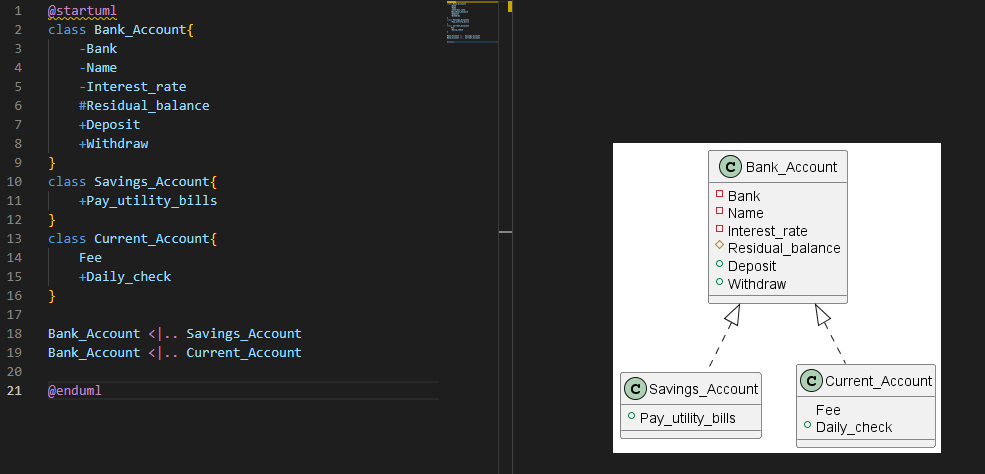 1 @startuml
2 class Bank_Account{
3 -Bank
4 -Name
5 -Interest_rate
6 #Residual_balance
7 +Deposit
8 +Withdraw
9 }
10 class Savings_Account{
11 +Pay_utility_bills
12 }
13 class Current_Account{
14 Fee
15 +Daily_check
16 }
17
18 Bank_Account <|.. Savings_Account
19 Bank_Account <|.. Current_Account
20
21 @enduml
C Bank_Account
Bank
Name
Interest_rate
Residual_balance
Deposit
Withdraw
C Savings_Account
Pay_utility_bills
C Current_Account
Fee
Daily_check